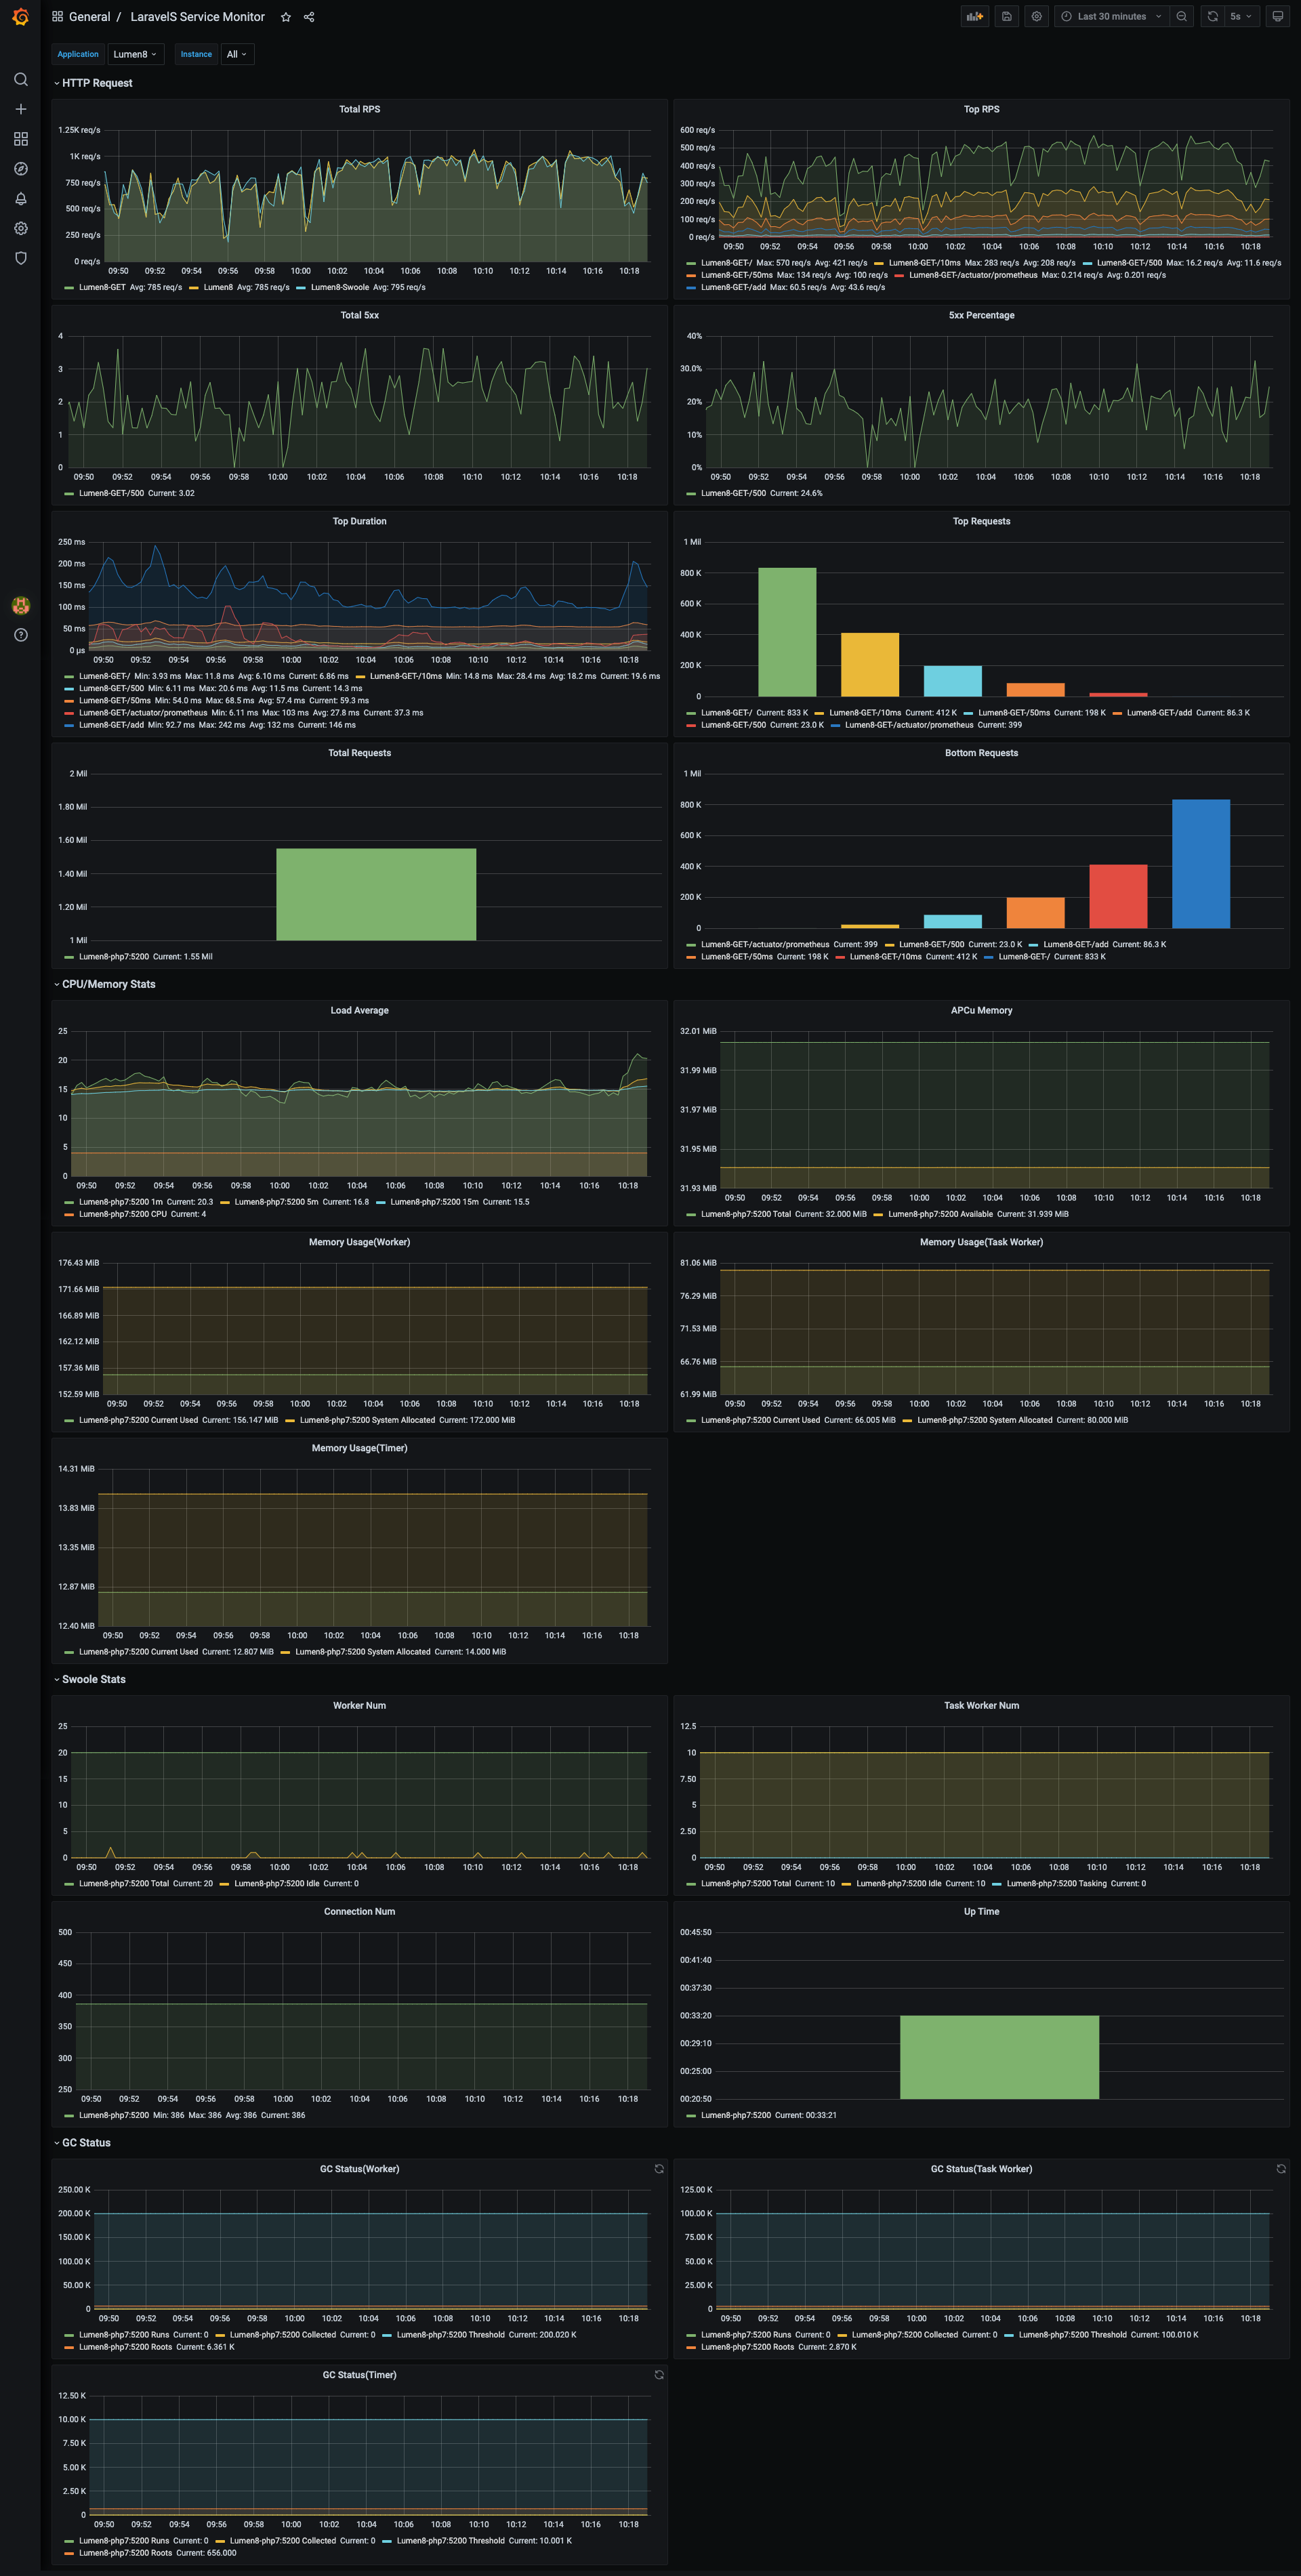 General / LaravelS Service Monitor
Last 30 minutes 5s
Application Lumen8 Instance All
HTTP Request
Total RPS
1.25K req/s
1K req/s
750 req/s
500 req/s
250 req/s
0 req/s
09:50 09:52 09:54 09:56 09:58 10:00 10:02 10:04 10:06 10:08 10:10 10:12 10:14 10:16 10:18
Lumen8-GET Avg: 785 req/s Lumen8 Avg: 785 req/s Lumen8-Swoole Avg: 795 req/s
Top RPS
600 req/s
500 req/s
400 req/s
300 req/s
200 req/s
100 req/s
0 req/s
09:50 09:52 09:54 09:56 09:58 10:00 10:02 10:04 10:06 10:08 10:10 10:12 10:14 10:16 10:18
Lumen8-GET-/ Max: 570 req/s Avg: 421 req/s Lumen8-GET-/10ms Max: 283 req/s Avg: 208 req/s Lumen8-GET-/500 Max: 16.2 req/s Avg: 11.6 req/s
Lumen8-GET-/50ms Max: 134 req/s Avg: 100 req/s Lumen8-GET-/actuator/prometheus Max: 0.214 req/s Avg: 0.201 req/s
Lumen8-GET-/add Max: 60.5 req/s Avg: 43.6 req/s
Total 5xx
4
3
2
1
0
09:50 09:52 09:54 09:56 09:58 10:00 10:02 10:04 10:06 10:08 10:10 10:12 10:14 10:16 10:18
Lumen8-GET-/500 Current: 3.02
5xx Percentage
40%
30.0%
20%
10%
0%
09:50 09:52 09:54 09:56 09:58 10:00 10:02 10:04 10:06 10:08 10:10 10:12 10:14 10:16 10:18
Lumen8-GET-/500 Current: 24.6%
Top Duration
250 ms
200 ms
150 ms
100 ms
50 ms
0 µs
09:50 09:52 09:54 09:56 09:58 10:00 10:02 10:04 10:06 10:08 10:10 10:12 10:14 10:16 10:18
Lumen8-GET-/ Min: 3.93 ms Max: 11.8 ms Avg: 6.10 ms Current: 6.86 ms Lumen8-GET-/10ms Min: 14.8 ms Max: 28.4 ms Avg: 18.2 ms Current: 19.6 ms
Lumen8-GET-/500 Min: 6.11 ms Max: 20.6 ms Avg: 11.5 ms Current: 14.3 ms
Lumen8-GET-/50ms Min: 54.0 ms Max: 68.5 ms Avg: 57.4 ms Current: 59.3 ms
Lumen8-GET-/actuator/prometheus Min: 6.11 ms Max: 103 ms Avg: 27.8 ms Current: 37.3 ms
Lumen8-GET-/add Min: 92.7 ms Max: 242 ms Avg: 132 ms Current: 146 ms
Top Requests
1 Mil
800 K
600 K
400 K
200 K
0
Lumen8-GET-/ Current: 833 K Lumen8-GET-/10ms Current: 412 K Lumen8-GET-/50ms Current: 198 K Lumen8-GET-/add Current: 86.3 K
Lumen8-GET-/500 Current: 23.0 K Lumen8-GET-/actuator/prometheus Current: 399
Total Requests
2 Mil
1.80 Mil
1.60 Mil
1.40 Mil
1.20 Mil
1 Mil
Lumen8-php7:5200 Current: 1.55 Mil
Bottom Requests
1 Mil
800 K
600 K
400 K
200 K
0
Lumen8-GET-/actuator/prometheus Current: 399 Lumen8-GET-/500 Current: 23.0 K Lumen8-GET-/add Current: 86.3 K
Lumen8-GET-/50ms Current: 198 K Lumen8-GET-/10ms Current: 412 K Lumen8-GET-/ Current: 833 K
CPU/Memory Stats
Load Average
25
20
15
10
5
0
09:50 09:52 09:54 09:56 09:58 10:00 10:02 10:04 10:06 10:08 10:10 10:12 10:14 10:16 10:18
Lumen8-php7:5200 1m Current: 20.3 Lumen8-php7:5200 5m Current: 16.8 Lumen8-php7:5200 15m Current: 15.5
Lumen8-php7:5200 CPU Current: 4
APCu Memory
32.01 MiB
31.99 MiB
31.97 MiB
31.95 MiB
31.93 MiB
09:50 09:52 09:54 09:56 09:58 10:00 10:02 10:04 10:06 10:08 10:10 10:12 10:14 10:16 10:18
Lumen8-php7:5200 Total Current: 32.000 MiB Lumen8-php7:5200 Available Current: 31.939 MiB
Memory Usage(Worker)
176.43 MiB
171.66 MiB
166.89 MiB
162.12 MiB
157.36 MiB
152.59 MiB
09:50 09:52 09:54 09:56 09:58 10:00 10:02 10:04 10:06 10:08 10:10 10:12 10:14 10:16 10:18
Lumen8-php7:5200 Current Used Current: 156.147 MiB Lumen8-php7:5200 System Allocated Current: 172.000 MiB
Memory Usage(Task Worker)
81.06 MiB
76.29 MiB
71.53 MiB
66.76 MiB
61.99 MiB
09:50 09:52 09:54 09:56 09:58 10:00 10:02 10:04 10:06 10:08 10:10 10:12 10:14 10:16 10:18
Lumen8-php7:5200 Current Used Current: 66.005 MiB Lumen8-php7:5200 System Allocated Current: 80.000 MiB
Memory Usage(Timer)
14.31 MiB
13.83 MiB
13.35 MiB
12.87 MiB
12.40 MiB
09:50 09:52 09:54 09:56 09:58 10:00 10:02 10:04 10:06 10:08 10:10 10:12 10:14 10:16 10:18
Lumen8-php7:5200 Current Used Current: 12.807 MiB Lumen8-php7:5200 System Allocated Current: 14.000 MiB
Swoole Stats
Worker Num
25
20
15
10
5
0
09:50 09:52 09:54 09:56 09:58 10:00 10:02 10:04 10:06 10:08 10:10 10:12 10:14 10:16 10:18
Lumen8-php7:5200 Total Current: 20 Lumen8-php7:5200 Idle Current: 0
Task Worker Num
12.5
10
7.50
5
2.50
0
09:50 09:52 09:54 09:56 09:58 10:00 10:02 10:04 10:06 10:08 10:10 10:12 10:14 10:16 10:18
Lumen8-php7:5200 Total Current: 10 Lumen8-php7:5200 Idle Current: 10 Lumen8-php7:5200 Tasking Current: 0
Connection Num
500
450
400
350
300
250
09:50 09:52 09:54 09:56 09:58 10:00 10:02 10:04 10:06 10:08 10:10 10:12 10:14 10:16 10:18
Lumen8-php7:5200 Min: 386 Max: 386 Avg: 386 Current: 386
Up Time
00:45:50
00:41:40
00:37:30
00:33:20
00:29:10
00:25:00
00:20:50
Lumen8-php7:5200 Current: 00:33:21
GC Status
GC Status(Worker)
250.00 K
200.00 K
150.00 K
100.00 K
50.00 K
0
09:50 09:52 09:54 09:56 09:58 10:00 10:02 10:04 10:06 10:08 10:10 10:12 10:14 10:16 10:18
Lumen8-php7:5200 Runs Current: 0 Lumen8-php7:5200 Collected Current: 0 Lumen8-php7:5200 Threshold Current: 200.020 K
Lumen8-php7:5200 Roots Current: 6.361 K
GC Status(Task Worker)
125.00 K
100.00 K
75.00 K
50.00 K
25.00 K
0
09:50 09:52 09:54 09:56 09:58 10:00 10:02 10:04 10:06 10:08 10:10 10:12 10:14 10:16 10:18
Lumen8-php7:5200 Runs Current: 0 Lumen8-php7:5200 Collected Current: 0 Lumen8-php7:5200 Threshold Current: 100.010 K
Lumen8-php7:5200 Roots Current: 2.870 K
GC Status(Timer)
12.50 K
10.00 K
7.50 K
5.00 K
2.50 K
0
09:50 09:52 09:54 09:56 09:58 10:00 10:02 10:04 10:06 10:08 10:10 10:12 10:14 10:16 10:18
Lumen8-php7:5200 Runs Current: 0 Lumen8-php7:5200 Collected Current: 0 Lumen8-php7:5200 Threshold Current: 10.001 K
Lumen8-php7:5200 Roots Current: 656.000